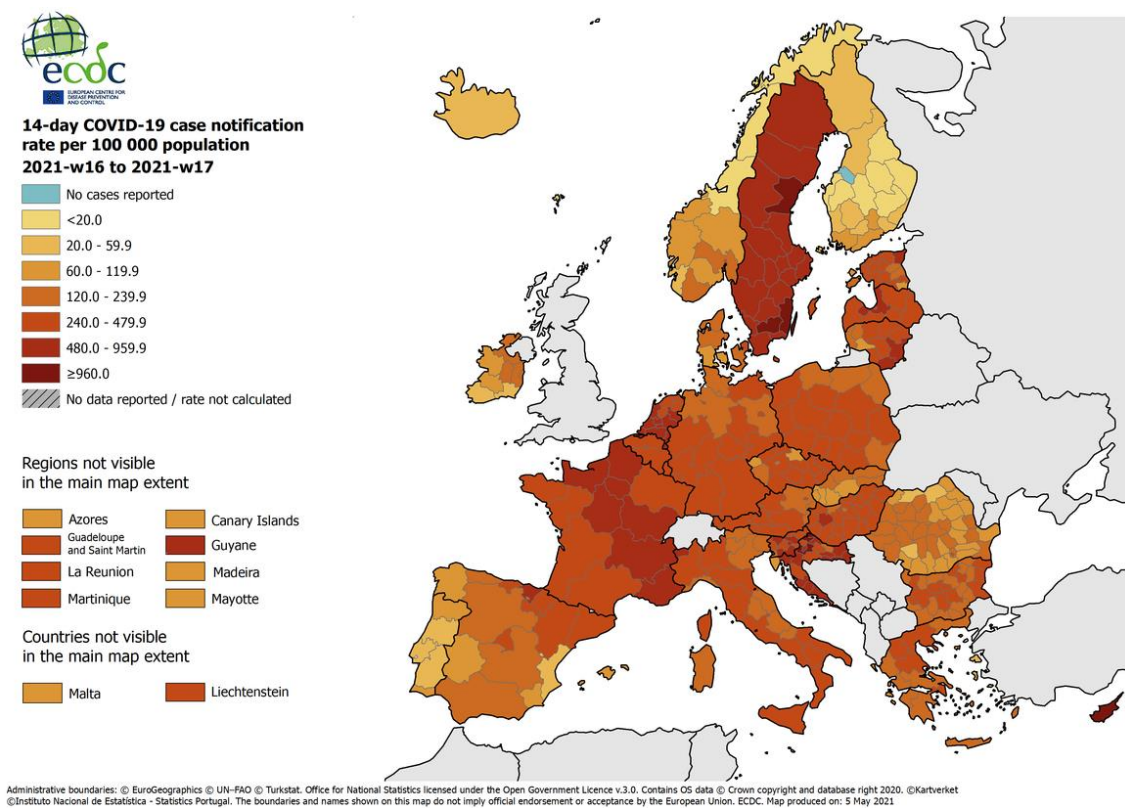 ecdc
EUROPEAN CENTRE FOR
DISEASE PREVENTION
AND CONTROL
14-day COVID-19 case notification
rate per 100 000 population
2021-w16 to 2021-w17
No cases reported
<20.0
20.0 - 59.9
60.0 - 119.9
120.0 - 239.9
240.0 - 479.9
480.0 - 959.9
≥960.0
No data reported / rate not calculated
Regions not visible
in the main map extent
Azores
Canary Islands
Guadeloupe
and Saint Martin
Guyane
La Reunion
Madeira
Martinique
Mayotte
Countries not visible
in the main map extent
Malta
Liechtenstein
Administrative boundaries: © EuroGeographics © UN–FAO © Turkstat. Office for National Statistics licensed under the Open Government Licence v.3.0. Contains OS data © Crown copyright and database right 2020. ©Kartverket
©Instituto Nacional de Estatística - Statistics Portugal. The boundaries and names shown on this map do not imply official endorsement or acceptance by the European Union. ECDC. Map produced on: 5 May 2021